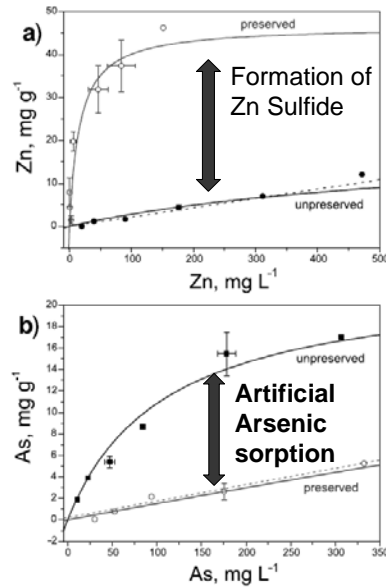 a)
50
40
30
20
10
0
Zn, mg g⁻¹
preserved
Formation of
Zn Sulfide
unpreserved
0 100 200 300 400 500
Zn, mg L⁻¹
b)
20
18
16
14
12
10
8
6
4
2
0
As, mg g⁻¹
unpreserved
Artificial
Arsenic
sorption
preserved
0 50 100 150 200 250 300 350
As, mg L⁻¹